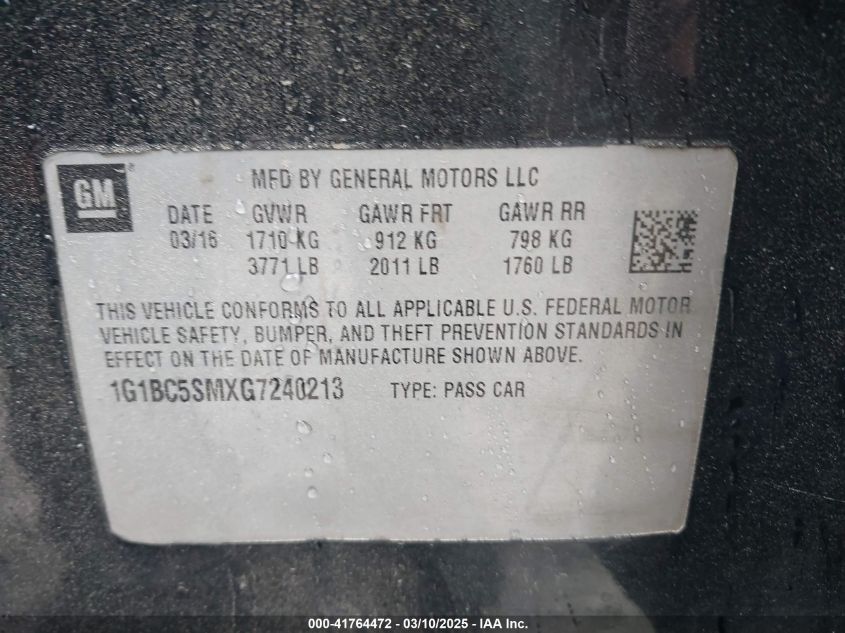 GM
MFD BY GENERAL MOTORS LLC
DATE GVWR GAWR FRT GAWR RR
03/16 1710 KG 912 KG 798 KG
3771 LB 2011 LB 1760 LB
THIS VEHICLE CONFORMS TO ALL APPLICABLE U.S. FEDERAL MOTOR
VEHICLE SAFETY, BUMPER, AND THEFT PREVENTION STANDARDS IN
EFFECT ON THE DATE OF MANUFACTURE SHOWN ABOVE.
1G1BC5SMXG7240213 TYPE: PASS CAR
000-41764472 - 03/10/2025 - IAA Inc.